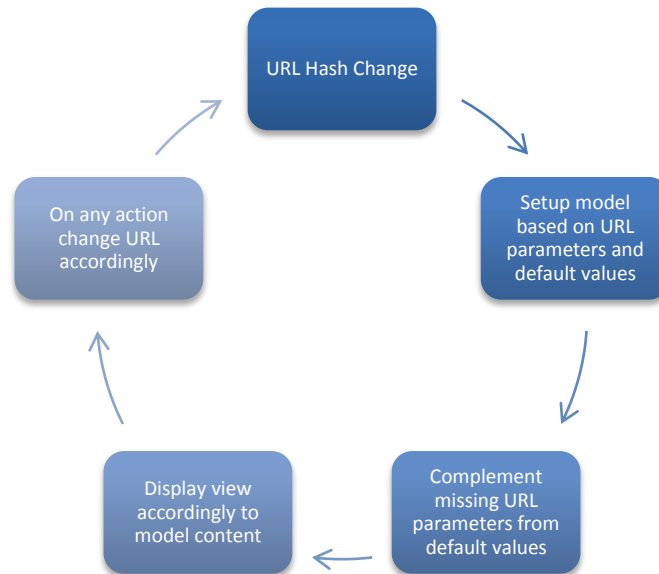 URL Hash Change
Setup model
based on URL
parameters and
default values
Complement
missing URL
parameters from
default values
Display view
accordingly to
model content
On any action
change URL
accordingly